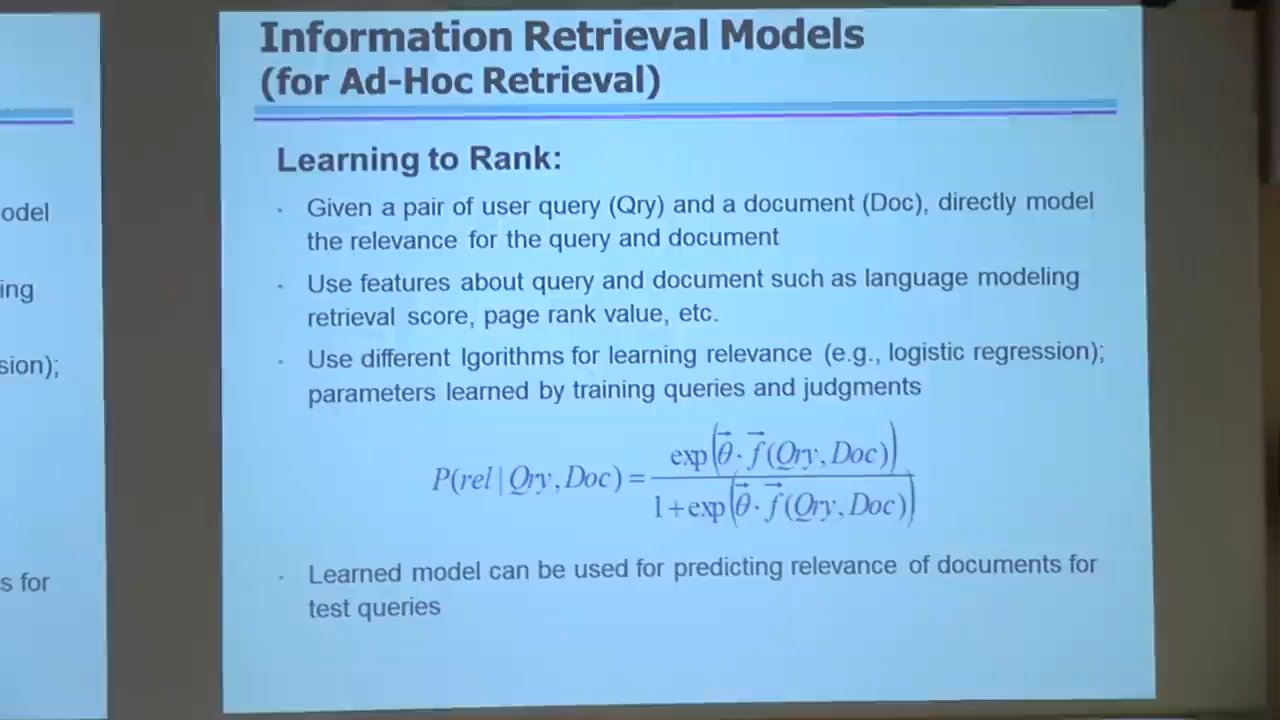 Information Retrieval Models
(for Ad-Hoc Retrieval)
Learning to Rank:
· Given a pair of user query (Qry) and a document (Doc), directly model
the relevance for the query and document
· Use features about query and document such as language modeling
retrieval score, page rank value, etc.
· Use different lgorithms for learning relevance (e.g., logistic regression);
parameters learned by training queries and judgments
P(rel | Qry, Doc) = exp(θ⃗ · f⃗ (Qry, Doc)) / 1+exp(θ⃗ · f⃗ (Qry, Doc))
· Learned model can be used for predicting relevance of documents for
test queries
odel
ing
sion);
s for